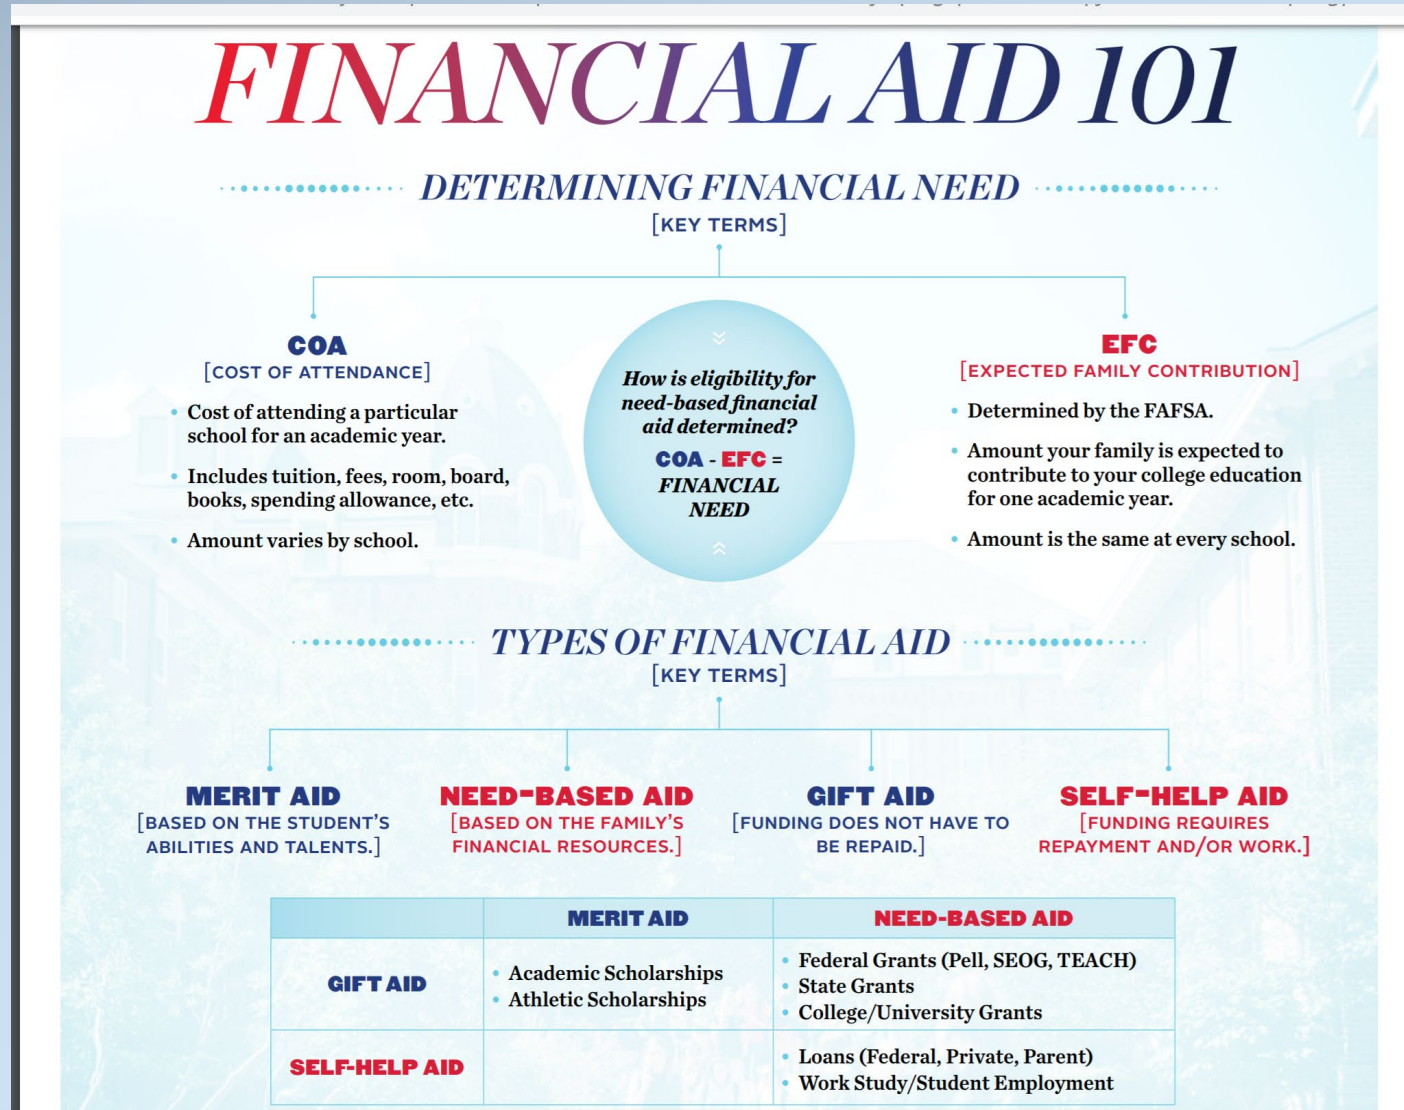 FINANCIAL AID 101
DETERMINING FINANCIAL NEED
[KEY TERMS]
COA
[COST OF ATTENDANCE]
• Cost of attending a particular
school for an academic year.
• Includes tuition, fees, room, board,
books, spending allowance, etc.
• Amount varies by school.
How is eligibility for
need-based financial
aid determined?
COA - EFC =
FINANCIAL
NEED
EFC
[EXPECTED FAMILY CONTRIBUTION]
• Determined by the FAFSA.
• Amount your family is expected to
contribute to your college education
for one academic year.
• Amount is the same at every school.
TYPES OF FINANCIAL AID
[KEY TERMS]
MERIT AID
[BASED ON THE STUDENT'S
ABILITIES AND TALENTS.]
NEED-BASED AID
[BASED ON THE FAMILY'S
FINANCIAL RESOURCES.]
GIFT AID
[FUNDING DOES NOT HAVE TO
BE REPAID.]
SELF-HELP AID
[FUNDING REQUIRES
REPAYMENT AND/OR WORK.]
MERIT AID
NEED-BASED AID
GIFT AID
• Academic Scholarships
• Athletic Scholarships
• Federal Grants (Pell, SEOG, TEACH)
• State Grants
• College/University Grants
SELF-HELP AID
• Loans (Federal, Private, Parent)
• Work Study/Student Employment